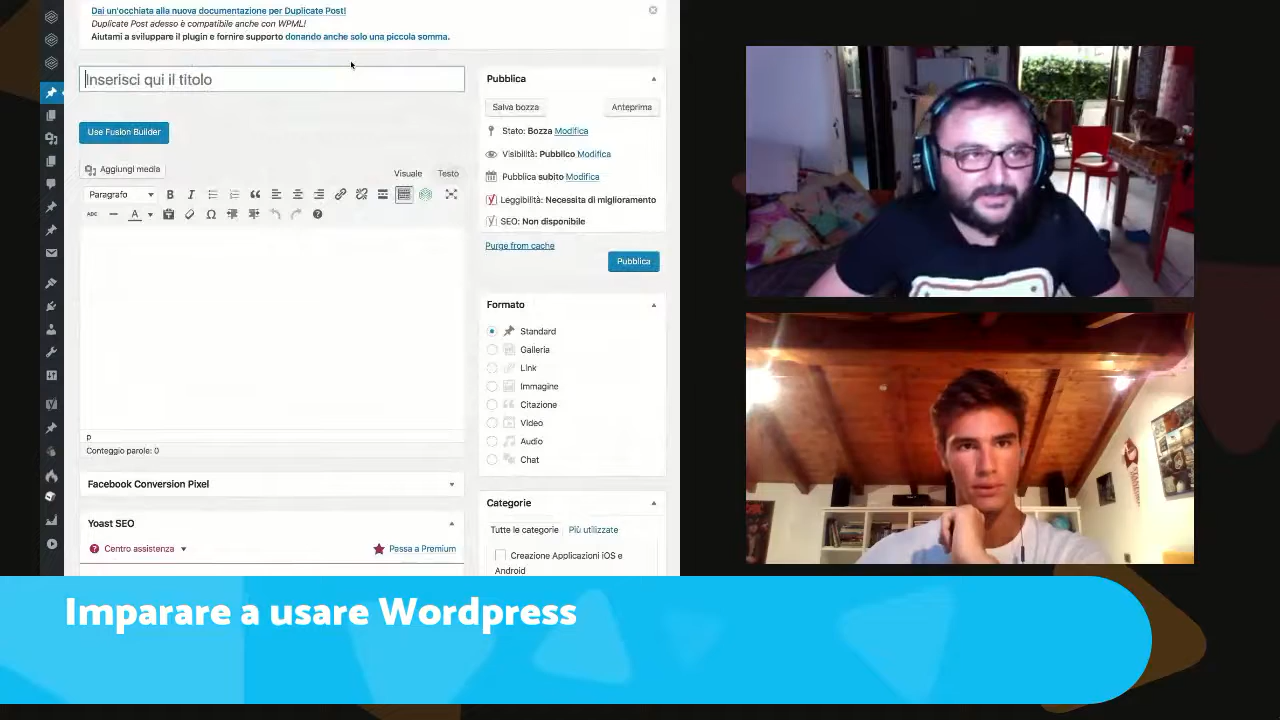 Dai un'occhiata alla nuova documentazione per Duplicate Post!
Duplicate Post adesso è compatibile anche con WPML!
Aiutami a sviluppare il plugin e fornire supporto donando anche solo una piccola somma.
Inserisci qui il titolo
Use Fusion Builder
Aggiungi media
Visuale Testo
Paragrafo
B I
ABC A
p
Conteggio parole: 0
Facebook Conversion Pixel
Yoast SEO
Centro assistenza
Passa a Premium
Pubblica
Salva bozza Anteprima
Stato: Bozza Modifica
Visibilità: Pubblico Modifica
Pubblica subito Modifica
Leggibilità: Necessita di miglioramento
SEO: Non disponibile
Purge from cache
Pubblica
Formato
Standard
Galleria
Link
Immagine
Citazione
Video
Audio
Chat
Categorie
Tutte le categorie Più utilizzate
Creazione Applicazioni iOS e
Android
Imparare a usare Wordpress